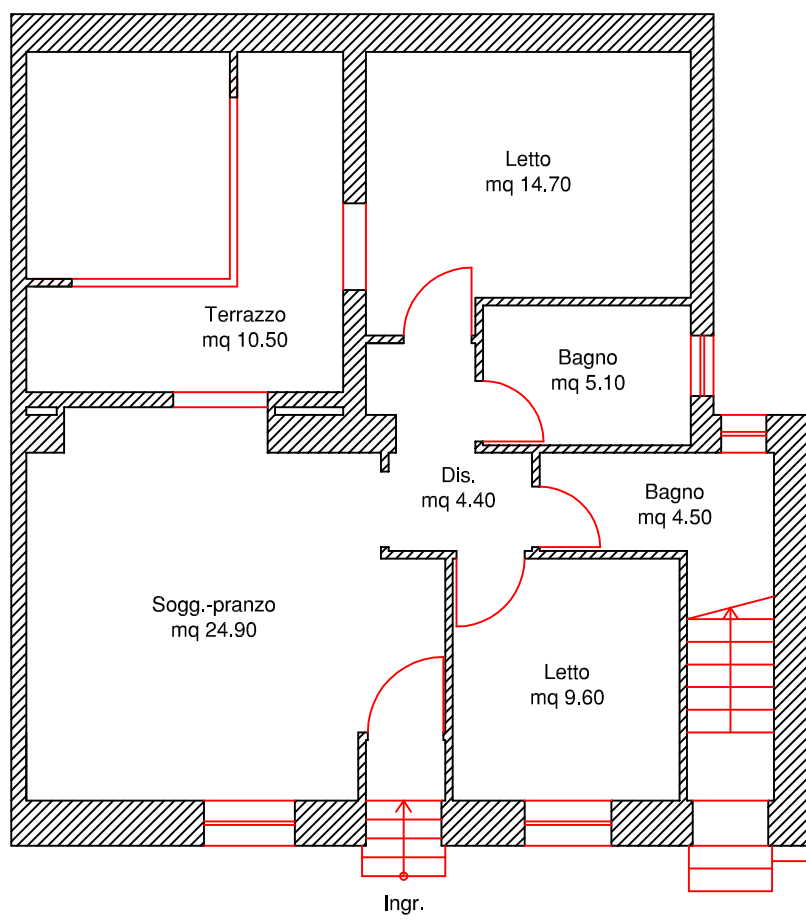 Letto
mq 14.70
Terrazzo
mq 10.50
Bagno
mq 5.10
Dis.
mq 4.40
Bagno
mq 4.50
Sogg.-pranzo
mq 24.90
Letto
mq 9.60
Ingr.